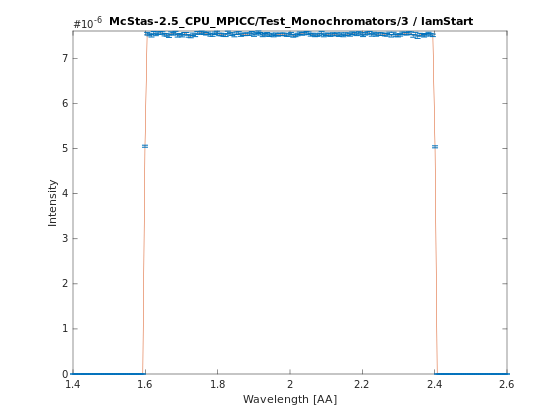 #10^-6 McStas-2.5_CPU_MPICC/Test_Monochromators/3 / lamStart
7
6
5
4
3
2
1
0
1.4 1.6 1.8 2 2.2 2.4 2.6
Intensity
Wavelength [AA]